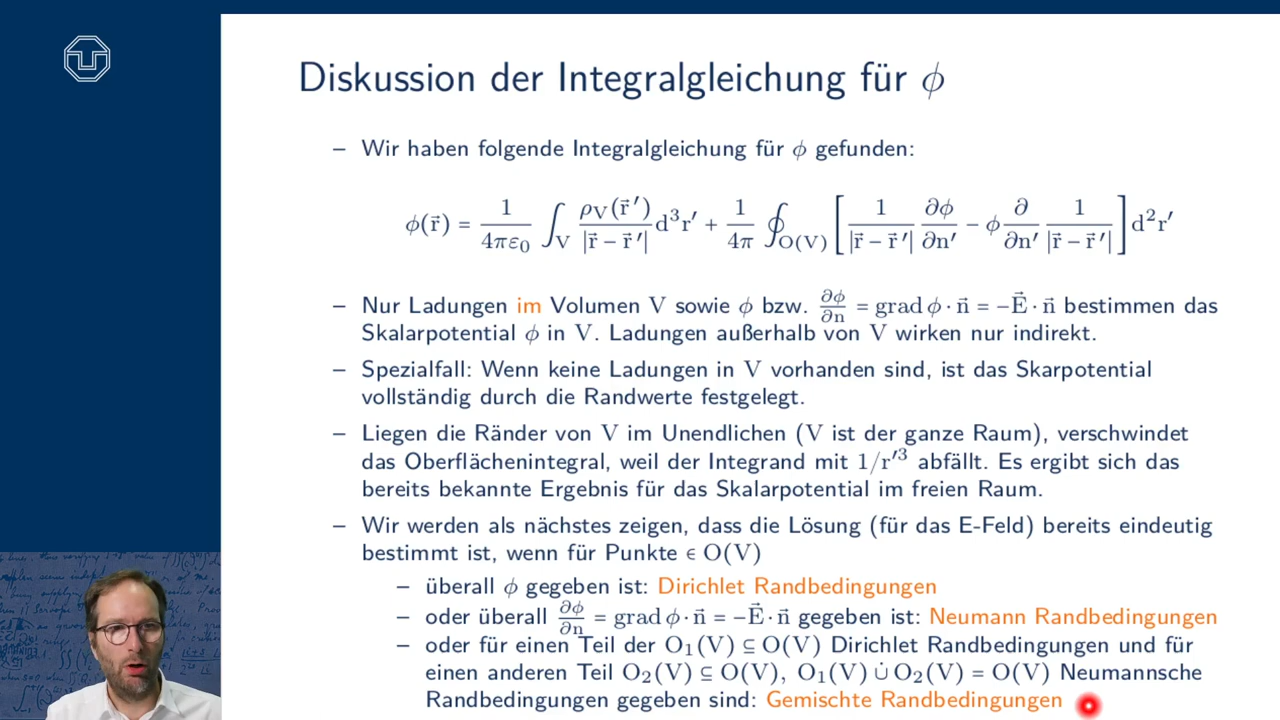 Diskussion der Integralgleichung für ϕ
– Wir haben folgende Integralgleichung für ϕ gefunden:
ϕ(r⃗) = 1/(4πε₀) ∫_V ρ_V(r⃗′)/|r⃗ − r⃗′| d³r′ + 1/(4π) ∮_O(V) [ 1/|r⃗ − r⃗′| ∂ϕ/∂n′ − ϕ ∂/∂n′ 1/|r⃗ − r⃗′| ] d²r′
– Nur Ladungen im Volumen V sowie ϕ bzw. ∂ϕ/∂n = grad ϕ · n⃗ = −E⃗ · n⃗ bestimmen das
Skalarpotential ϕ in V. Ladungen außerhalb von V wirken nur indirekt.
– Spezialfall: Wenn keine Ladungen in V vorhanden sind, ist das Skarpotential
vollständig durch die Randwerte festgelegt.
– Liegen die Ränder von V im Unendlichen (V ist der ganze Raum), verschwindet
das Oberflächenintegral, weil der Integrand mit 1/r′³ abfällt. Es ergibt sich das
bereits bekannte Ergebnis für das Skalarpotential im freien Raum.
– Wir werden als nächstes zeigen, dass die Lösung (für das E-Feld) bereits eindeutig
bestimmt ist, wenn für Punkte ∈ O(V)
– überall ϕ gegeben ist: Dirichlet Randbedingungen
– oder überall ∂ϕ/∂n = grad ϕ · n⃗ = −E⃗ · n⃗ gegeben ist: Neumann Randbedingungen
– oder für einen Teil der O₁(V) ⊆ O(V) Dirichlet Randbedingungen und für
einen anderen Teil O₂(V) ⊆ O(V), O₁(V) ∪̇ O₂(V) = O(V) Neumannsche
Randbedingungen gegeben sind: Gemischte Randbedingungen